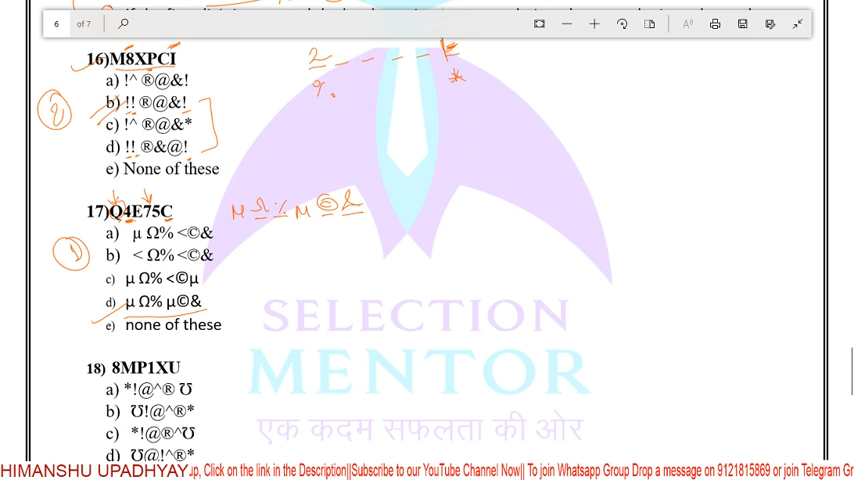 6 of 7
16)M8XPCI
a) !^ ®@&!
b) !! ®@&!
c) !^ ®@&*
d) !! ®&@!
e) None of these
17)Q4E75C
a) µ Ω% <©&
b) < Ω% <©&
c) µ Ω% <©µ
d) µ Ω% µ©&
e) none of these
18) 8MP1XU
a) *!@^® ℧
b) ℧!@^®*
c) *!@®^℧
d) ℧@!^®*
SELECTION
MENTOR
एक कदम सफलता की ओर
HIMANSHU UPADHYAY up, Click on the link in the Description||Subscribe to our YouTube Channel Now|| To join Whatsapp Group Drop a message on 9121815869 or join Telegram Gr